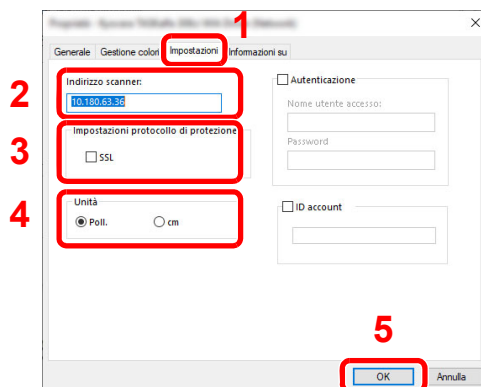 1
Generale Gestione colori Impostazioni Informazioni su
2
Indirizzo scanner:
10.180.63.36
Autenticazione
Nome utente accesso:
3
Impostazioni protocollo di protezione
SSL
Password
4
Unità
Poll. cm
ID account
5
OK Annulla